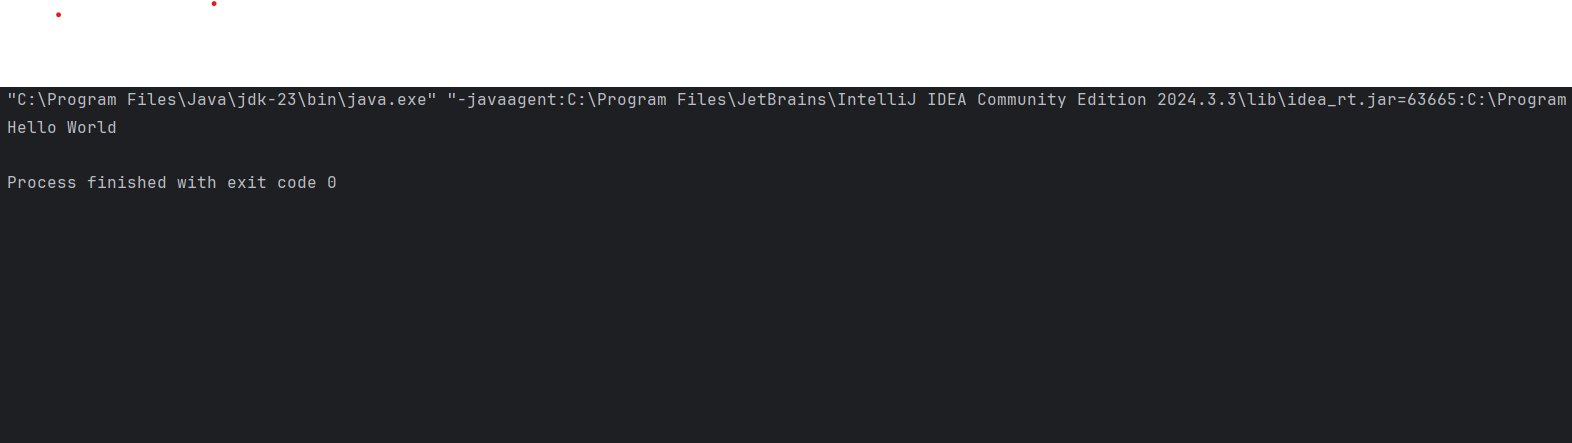 "C:\Program Files\Java\jdk-23\bin\java.exe" "-javaagent:C:\Program Files\JetBrains\IntelliJ IDEA Community Edition 2024.3.3\lib\idea_rt.jar=63665:C:\Program
Hello World
Process finished with exit code 0